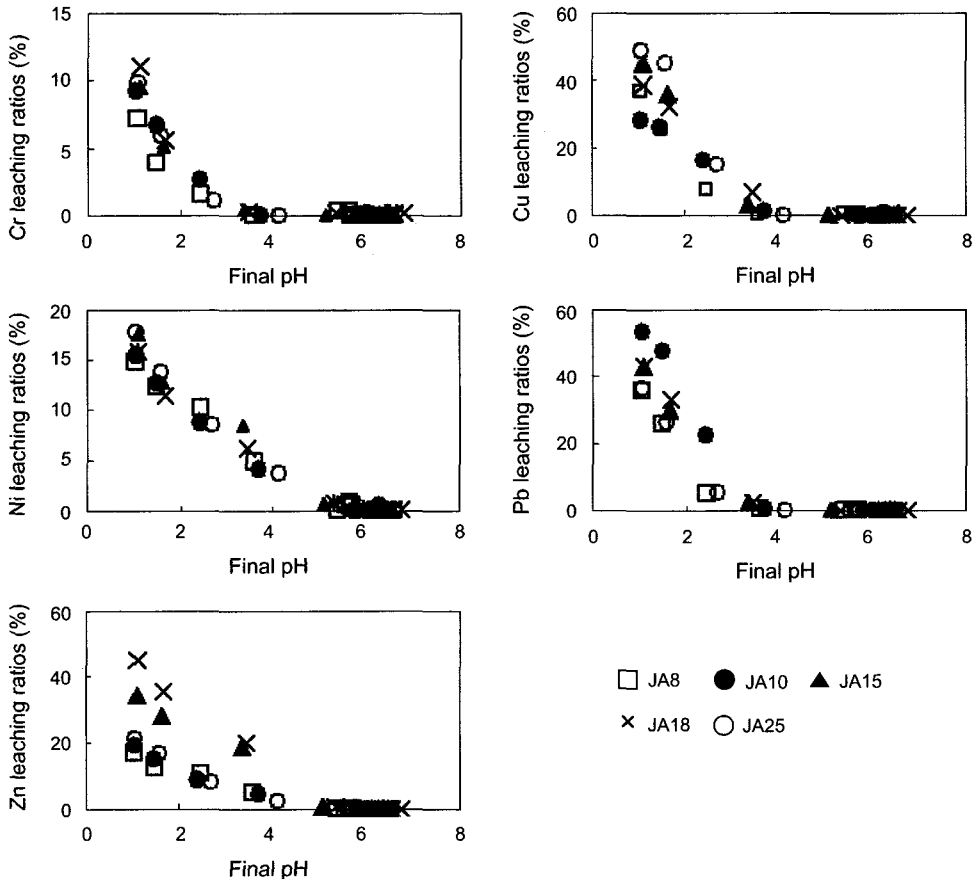 Cr leaching ratios (%)
15
10
5
0
0 2 4 6 8
Final pH
Cu leaching ratios (%)
60
40
20
0
0 2 4 6 8
Final pH
Ni leaching ratios (%)
20
15
10
5
0
0 2 4 6 8
Final pH
Pb leaching ratios (%)
60
40
20
0
0 2 4 6 8
Final pH
Zn leaching ratios (%)
60
40
20
0
0 2 4 6 8
Final pH
JA8 JA10 JA15
JA18 JA25